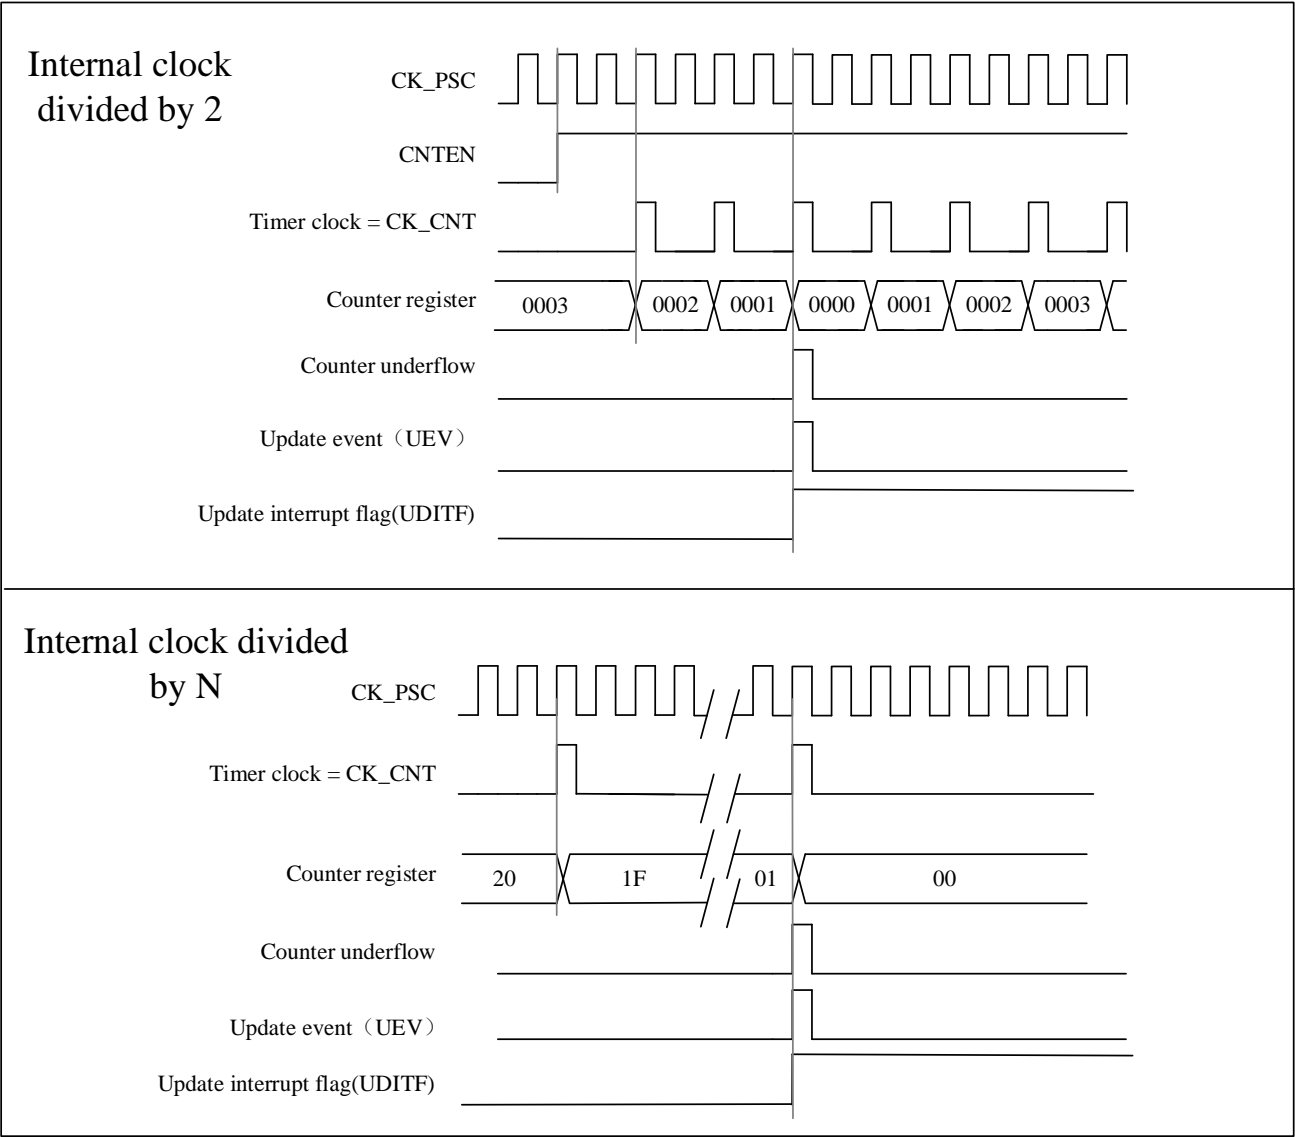 Internal clock
divided by 2
CK_PSC
CNTEN
Timer clock = CK_CNT
Counter register
0003 0002 0001 0000 0001 0002 0003
Counter underflow
Update event（UEV）
Update interrupt flag(UDITF)
Internal clock divided
by N
CK_PSC
Timer clock = CK_CNT
Counter register
20 1F 01 00
Counter underflow
Update event（UEV）
Update interrupt flag(UDITF)